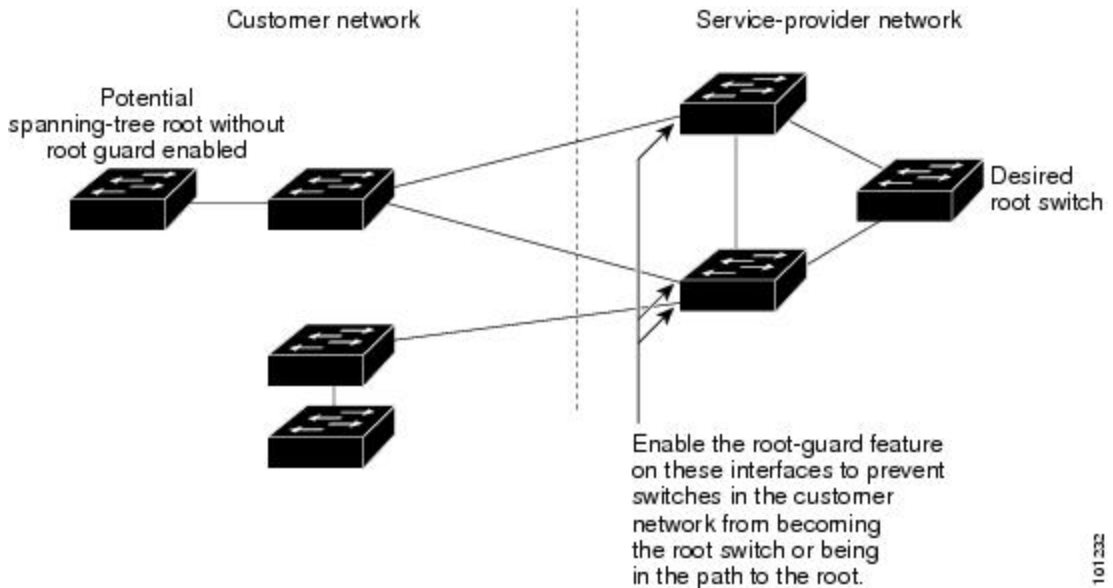 Customer network
Service-provider network
Potential
spanning-tree root without
root guard enabled
Desired
root switch
Enable the root-guard feature
on these interfaces to prevent
switches in the customer
network from becoming
the root switch or being
in the path to the root.
101232